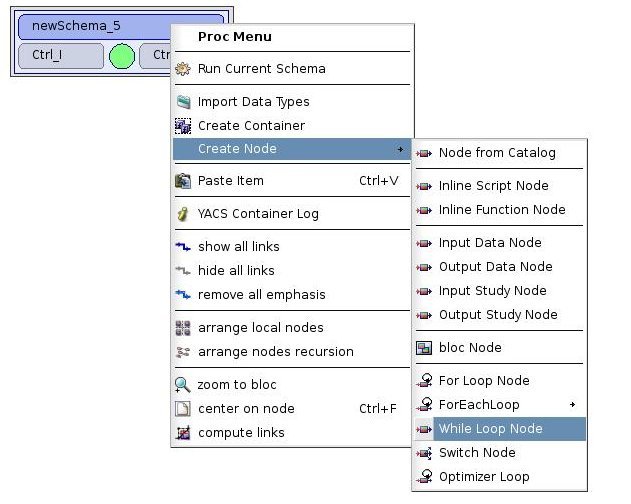 newSchema_5
Ctrl_I
Ctr
Proc Menu
Run Current Schema
Import Data Types
Create Container
Create Node
Paste Item Ctrl+V
YACS Container Log
show all links
hide all links
remove all emphasis
arrange local nodes
arrange nodes recursion
zoom to bloc
center on node Ctrl+F
compute links
Node from Catalog
Inline Script Node
Inline Function Node
Input Data Node
Output Data Node
Input Study Node
Output Study Node
bloc Node
For Loop Node
ForEachLoop
While Loop Node
Switch Node
Optimizer Loop